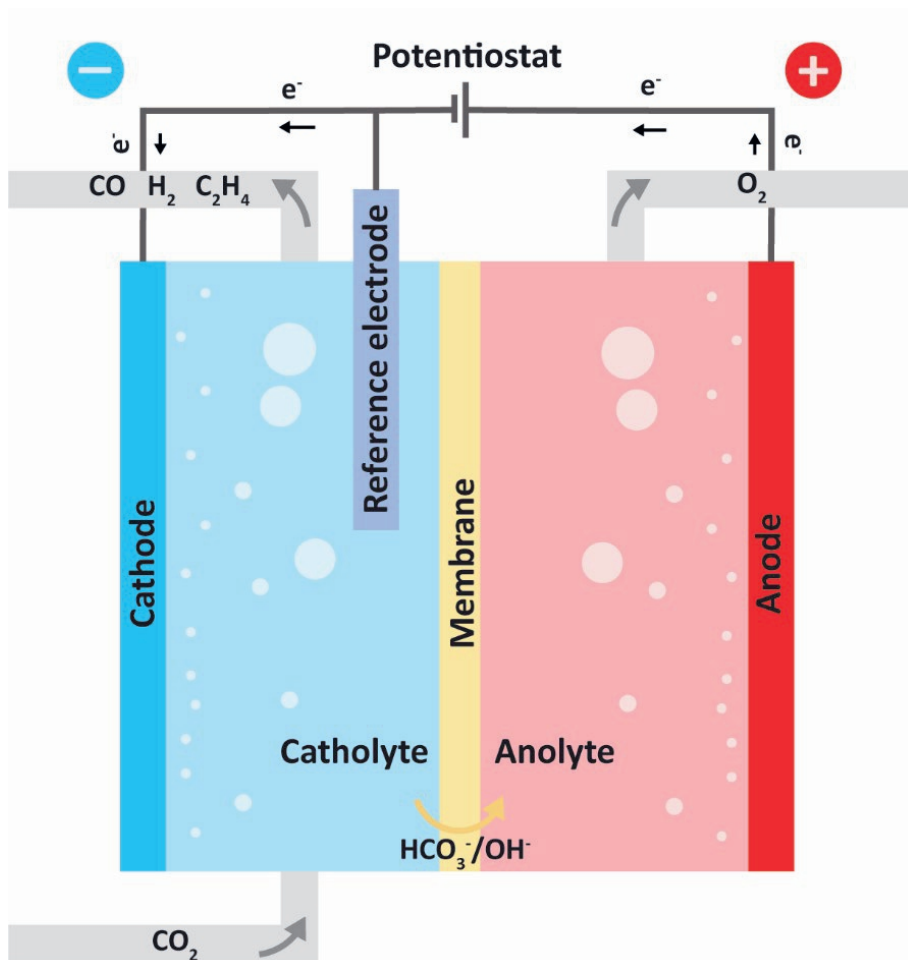 Potentiostat
−
+
e⁻
e⁻
e⁻
e⁻
CO H₂ C₂H₄
O₂
Reference electrode
Cathode
Membrane
Anode
Catholyte
Anolyte
HCO₃⁻/OH⁻
CO₂